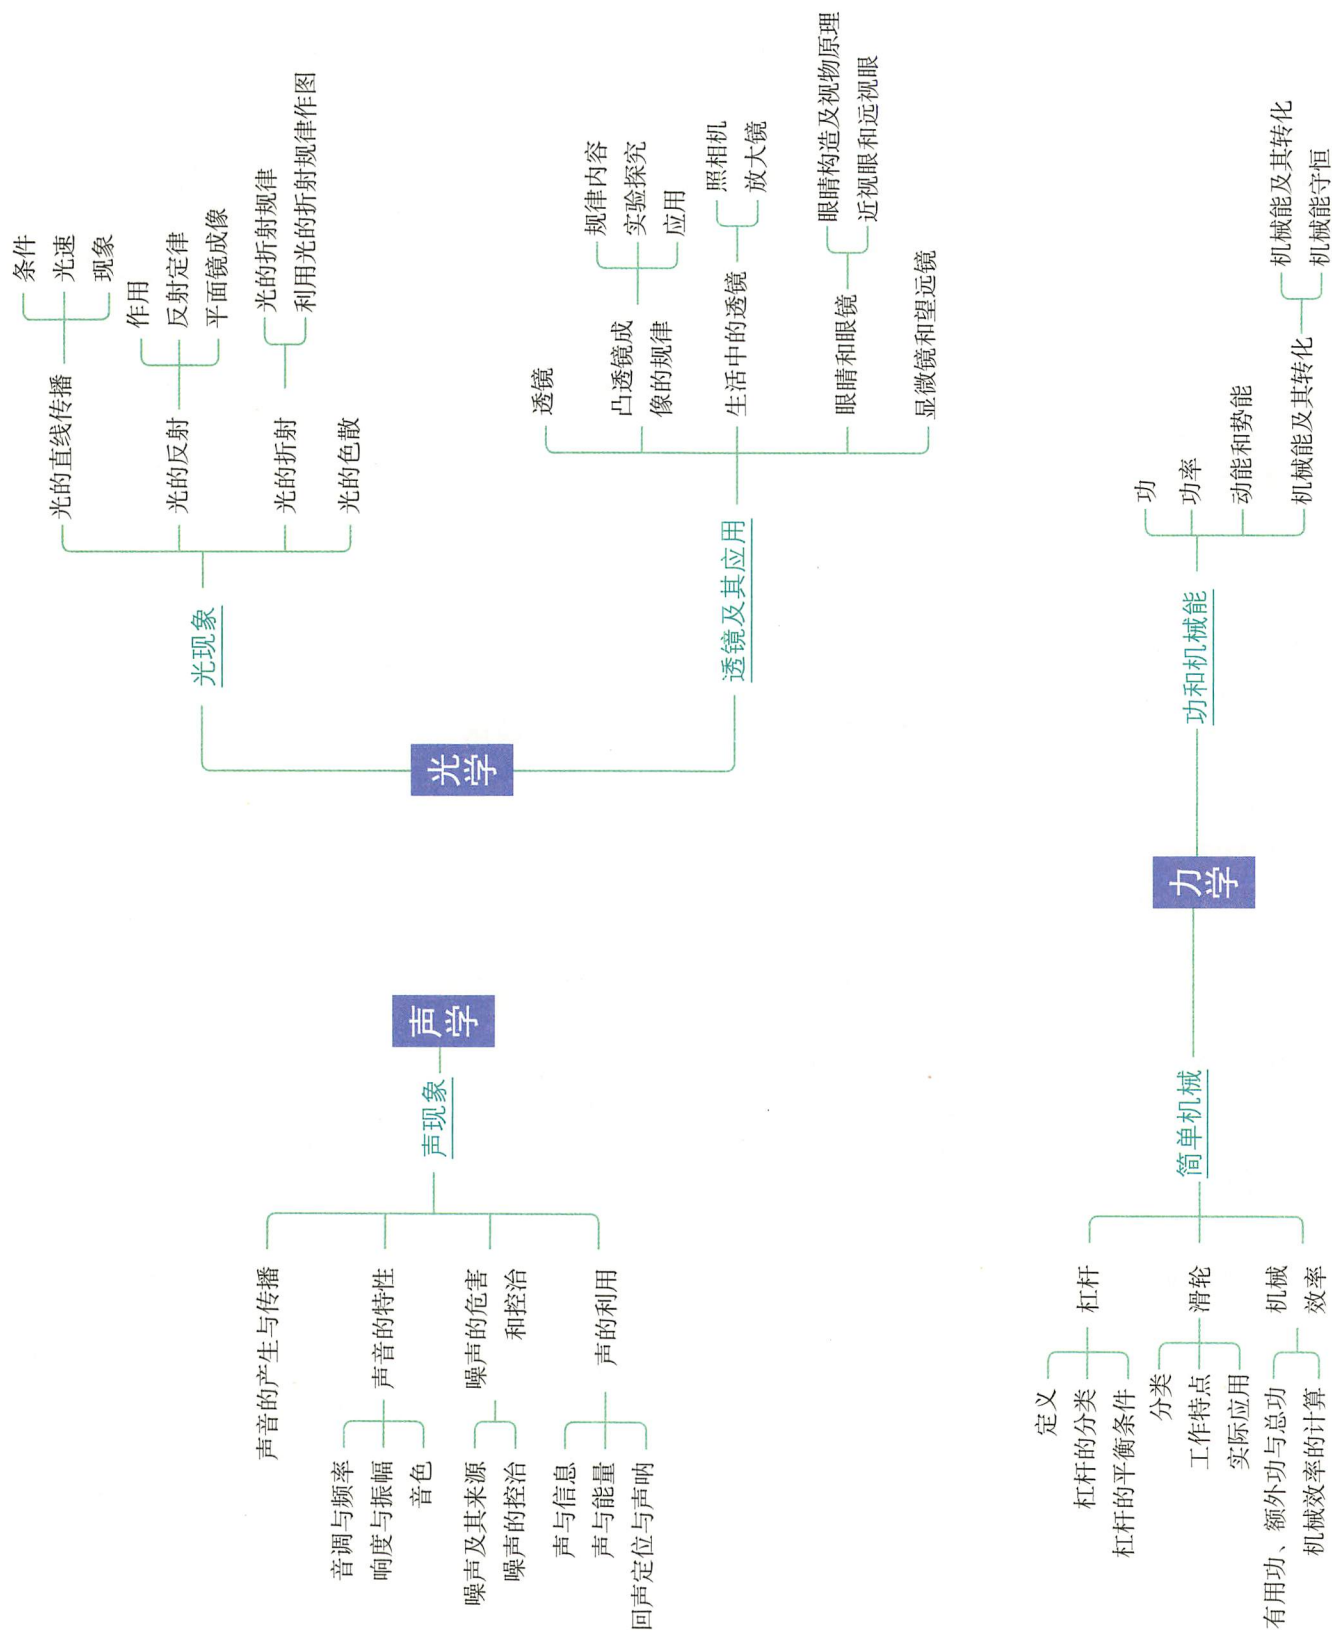 声学
声现象
声音的产生与传播
声音的特性
音调与频率
响度与振幅
音色
噪声的危害
和控治
噪声及其来源
噪声的控治
声的利用
声与信息
声与能量
回声定位与声呐
光学
光现象
光的直线传播
条件
光速
现象
光的反射
作用
反射定律
平面镜成像
光的折射
光的折射规律
利用光的折射规律作图
光的色散
透镜及其应用
透镜
凸透镜成
像的规律
规律内容
实验探究
应用
生活中的透镜
照相机
放大镜
眼睛和眼镜
眼睛构造及视物原理
近视眼和远视眼
显微镜和望远镜
力学
简单机械
杠杆
定义
杠杆的分类
杠杆的平衡条件
滑轮
分类
工作特点
实际应用
机械
效率
有用功、额外功与总功
机械效率的计算
功和机械能
功
功率
动能和势能
机械能及其转化
机械能及其转化
机械能守恒